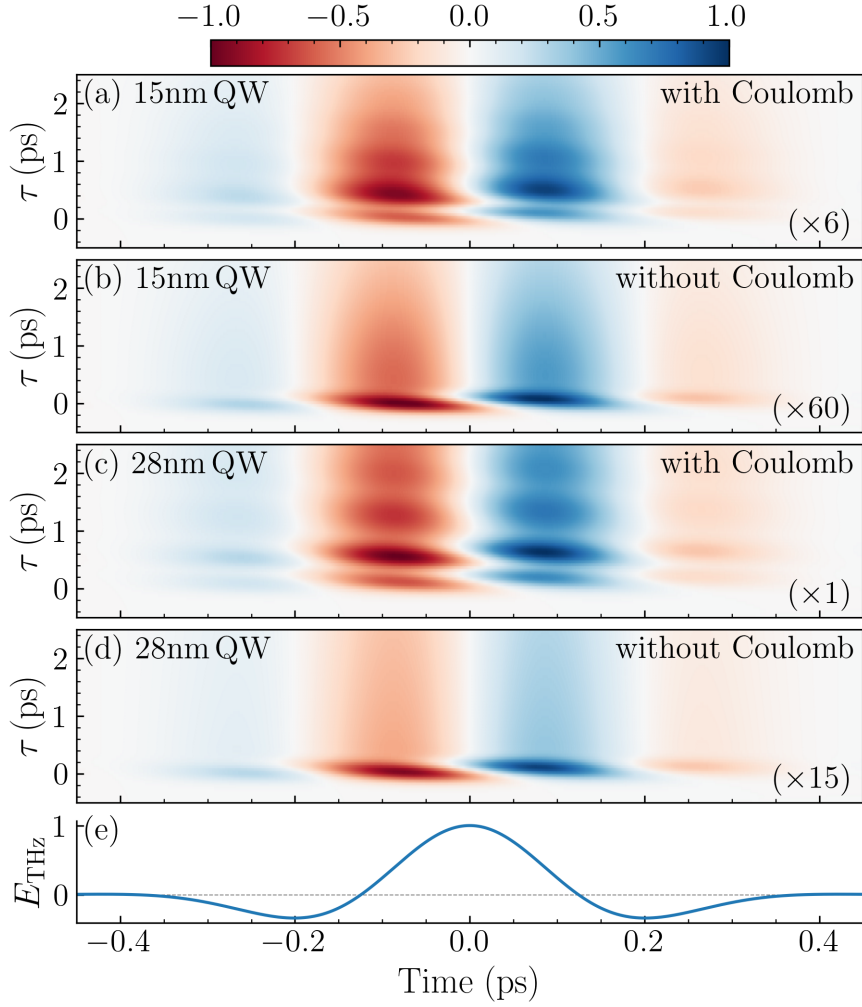 −1.0 −0.5 0.0 0.5 1.0
(a) 15nm QW with Coulomb
2
1
0
τ (ps)
(×6)
(b) 15nm QW without Coulomb
2
1
0
τ (ps)
(×60)
(c) 28nm QW with Coulomb
2
1
0
τ (ps)
(×1)
(d) 28nm QW without Coulomb
2
1
0
τ (ps)
(×15)
(e)
1
0
E_THz
−0.4 −0.2 0.0 0.2 0.4
Time (ps)